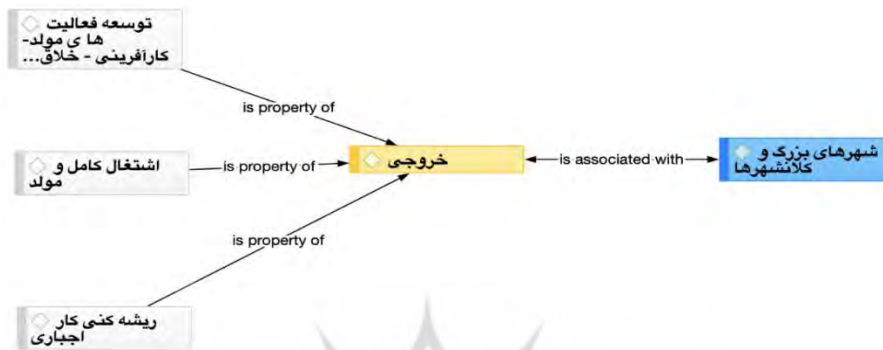 توسعه فعالیت
ها ی مولد-
کارآفرینی - خلاق...
is property of
اشتغال کامل و
مولد
is property of
خروجی
is associated with
شهرهای بزرگ و
کلانشهرها
is property of
ریشه کنی کار
اجباری